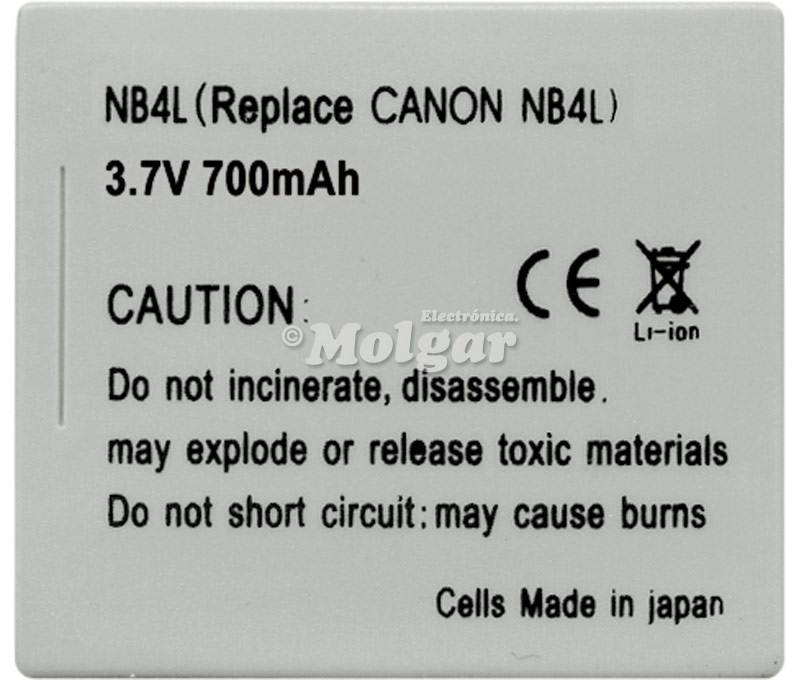 NB4L (Replace CANON NB4L)
3.7V 700mAh
CE
Li-ion
CAUTION:
Electrónica.
© Molgar
Do not incinerate, disassemble.
may explode or release toxic materials
Do not short circuit: may cause burns
Cells Made in japan